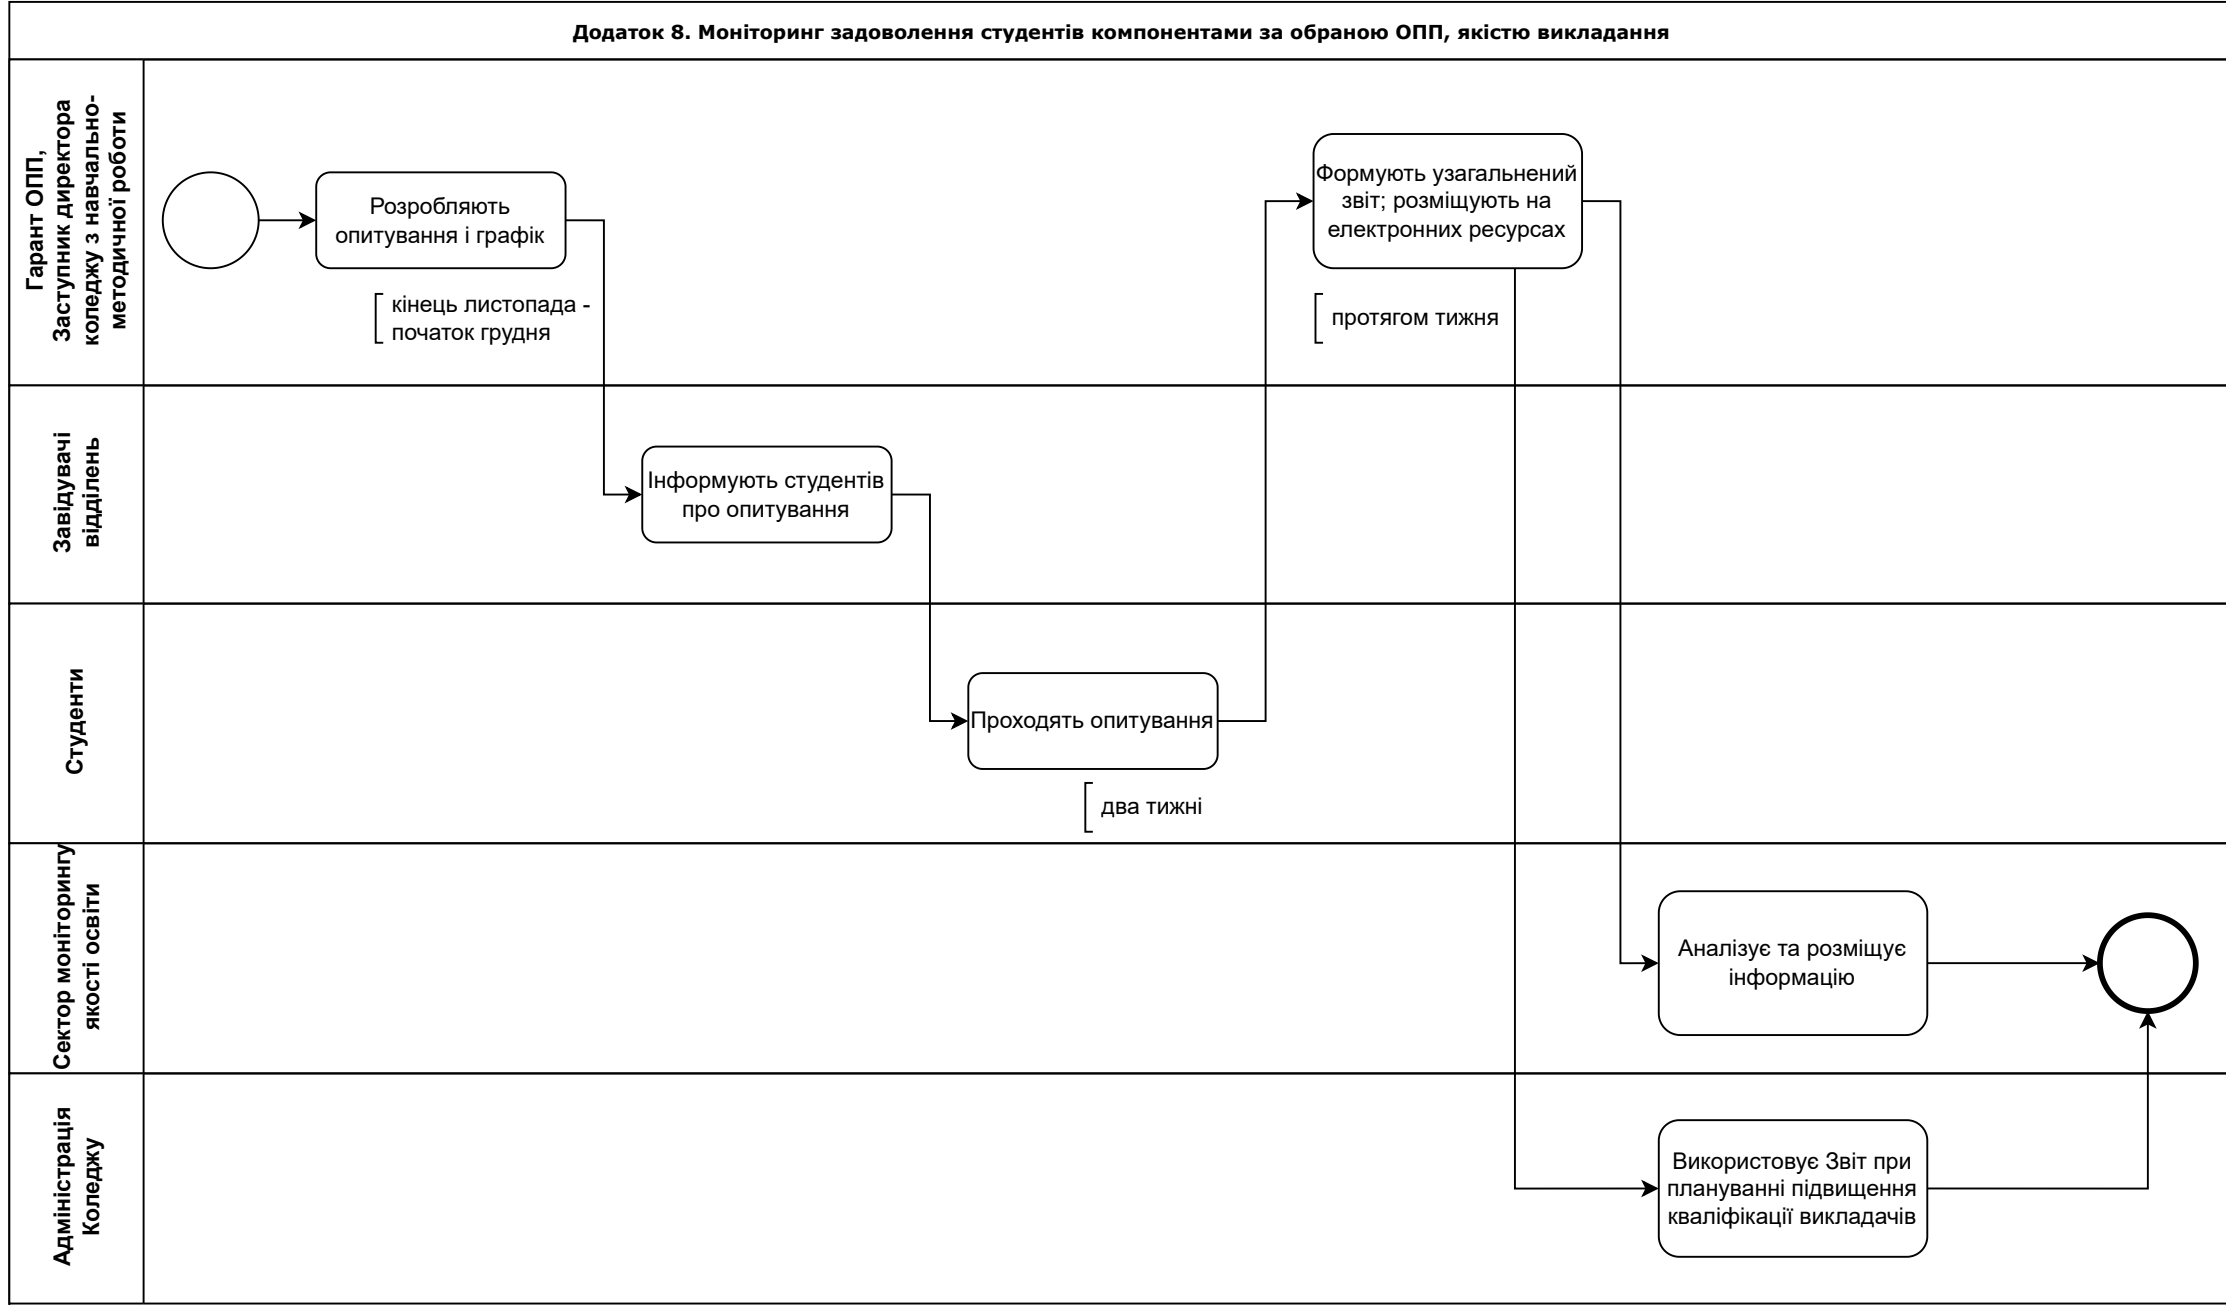 Додаток 8. Моніторинг задоволення студентів компонентами за обраною ОПП, якістю викладання
Гарант ОПП,
Заступник директора
коледжу з навчально-
методичної роботи
Розробляють
опитування і графік
кінець листопада -
початок грудня
Формують узагальнений
звіт; розміщують на
електронних ресурсах
протягом тижня
Завідувачі
відділень
Інформують студентів
про опитування
Студенти
Проходять опитування
два тижні
Сектор моніторингу
якості освіти
Аналізує та розміщує
інформацію
Адміністрація
Коледжу
Використовує Звіт при
плануванні підвищення
кваліфікації викладачів